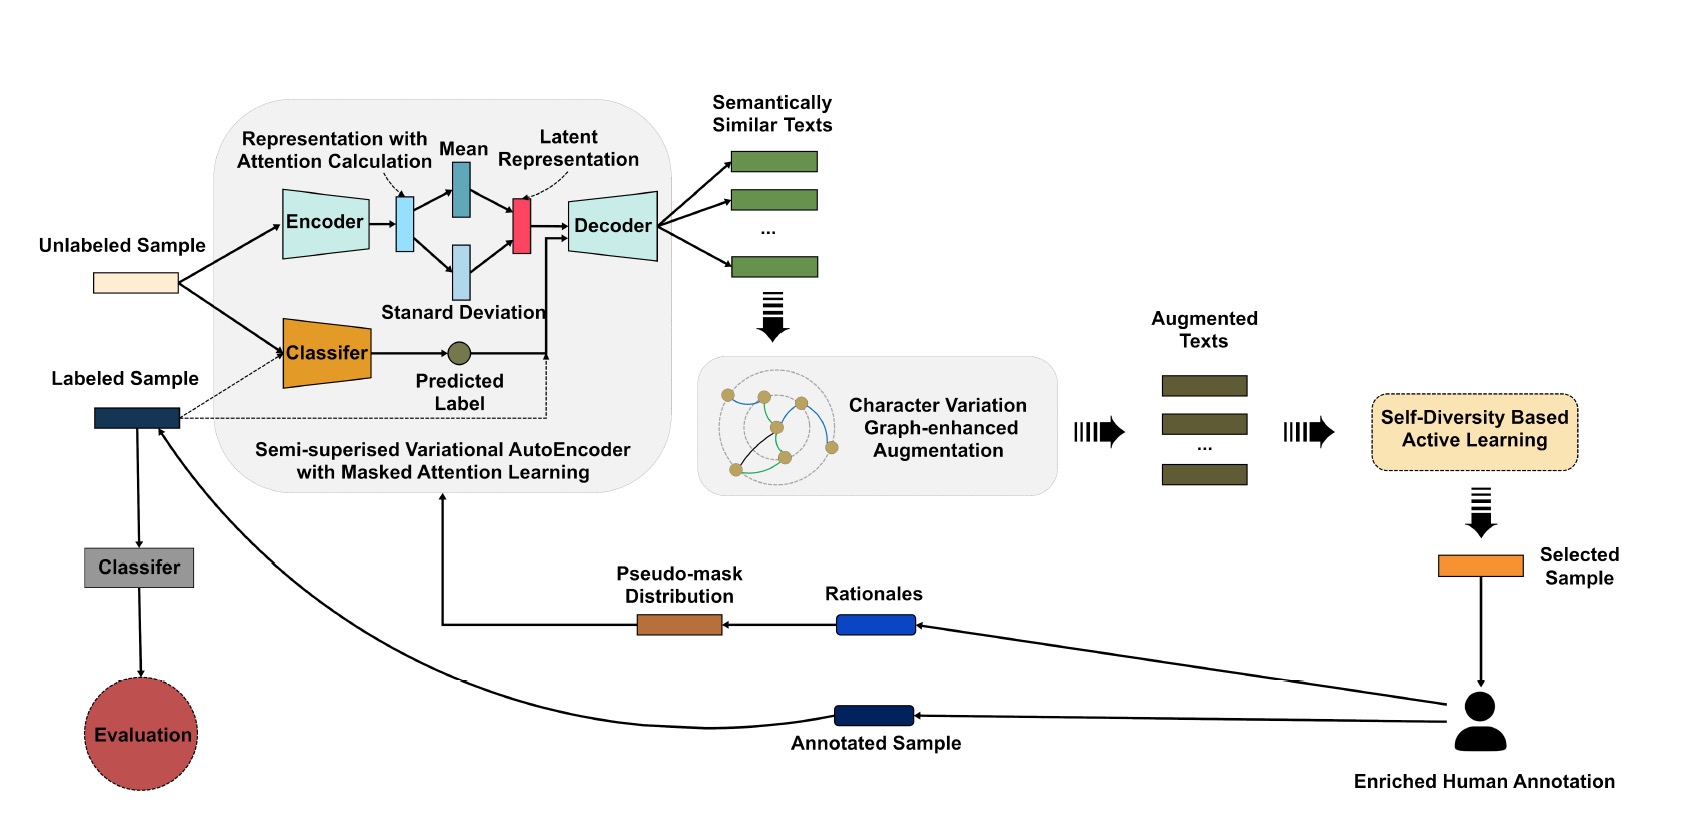 Semantically
Similar Texts
Representation with
Attention Calculation
Mean
Latent
Representation
Encoder
Decoder
Unlabeled Sample
...
Stanard Deviation
Classifer
Predicted
Label
Labeled Sample
Semi-superised Variational AutoEncoder
with Masked Attention Learning
Character Variation
Graph-enhanced
Augmentation
Augmented
Texts
...
Self-Diversity Based
Active Learning
Selected
Sample
Classifer
Pseudo-mask
Distribution
Rationales
Evaluation
Annotated Sample
Enriched Human Annotation